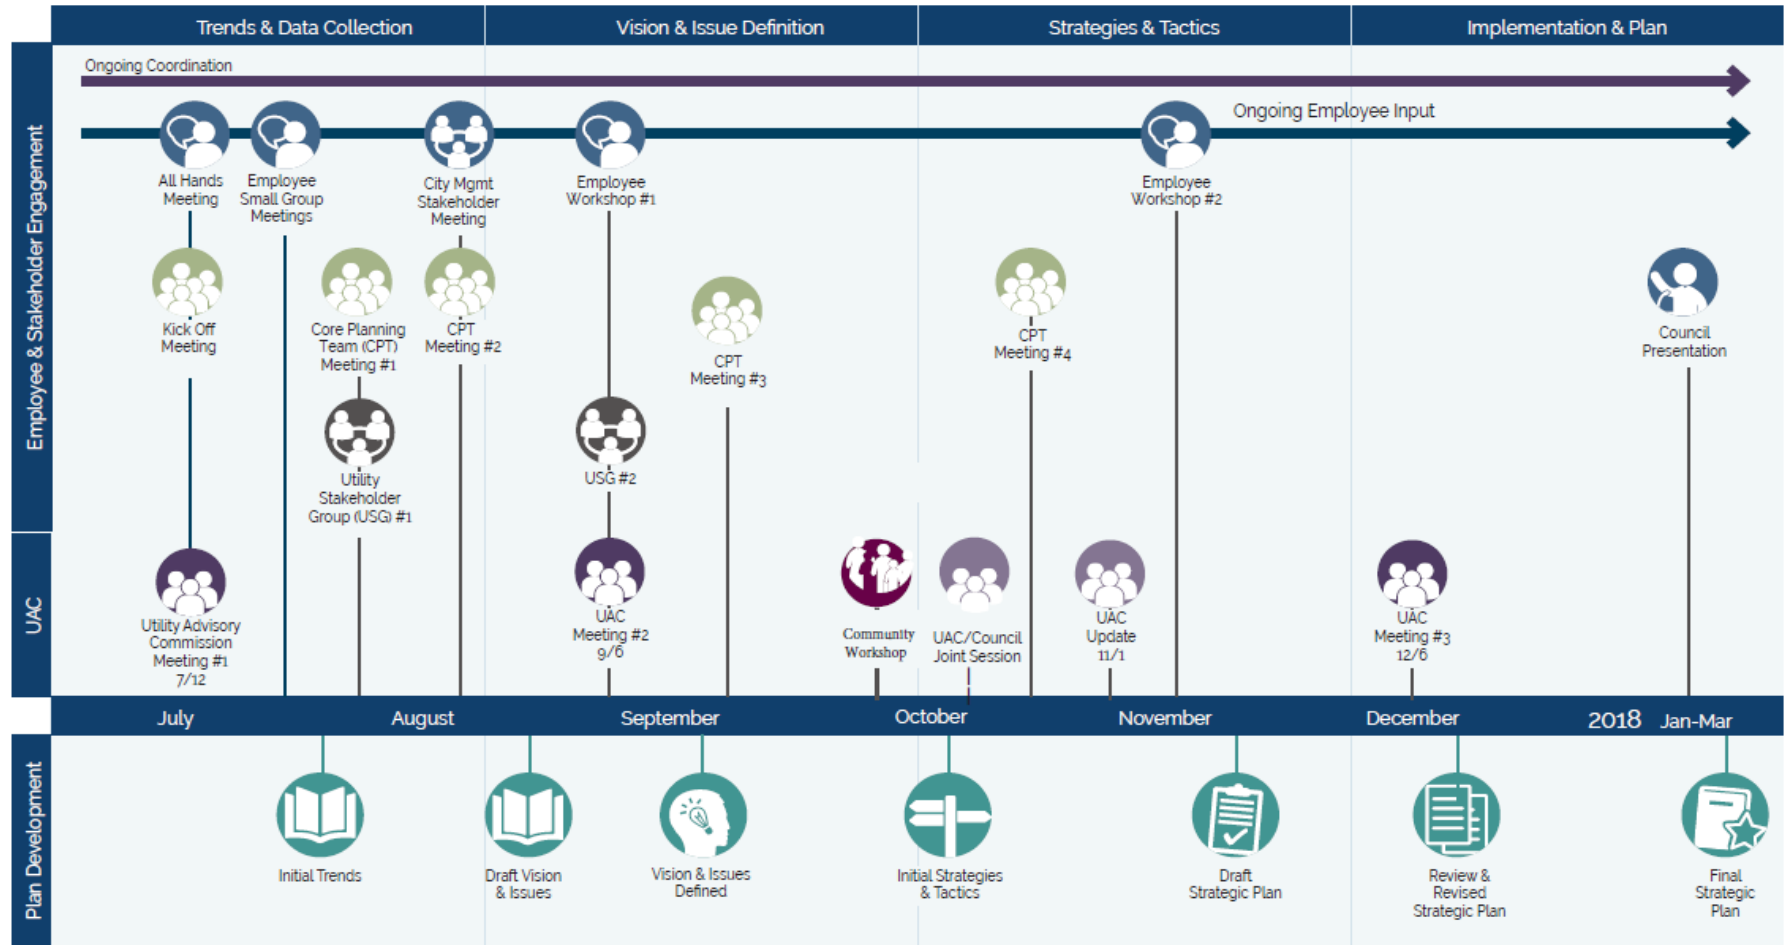 Trends & Data Collection
Vision & Issue Definition
Strategies & Tactics
Implementation & Plan
Employee & Stakeholder Engagement
Ongoing Coordination
Ongoing Employee Input
All Hands
Meeting
Employee
Small Group
Meetings
City Mgmt
Stakeholder
Meeting
Employee
Workshop #1
Employee
Workshop #2
Kick Off
Meeting
Core Planning
Team (CPT)
Meeting #1
CPT
Meeting #2
CPT
Meeting #3
CPT
Meeting #4
Council
Presentation
Utility
Stakeholder
Group (USG) #1
USG #2
UAC
Utility Advisory
Commission
Meeting #1
7/12
UAC
Meeting #2
9/6
Community
Workshop
UAC/Council
Joint Session
UAC
Update
11/1
UAC
Meeting #3
12/6
July
August
September
October
November
December
2018 Jan-Mar
Plan Development
Initial Trends
Draft Vision
& Issues
Vision & Issues
Defined
Initial Strategies
& Tactics
Draft
Strategic Plan
Review &
Revised
Strategic Plan
Final
Strategic
Plan